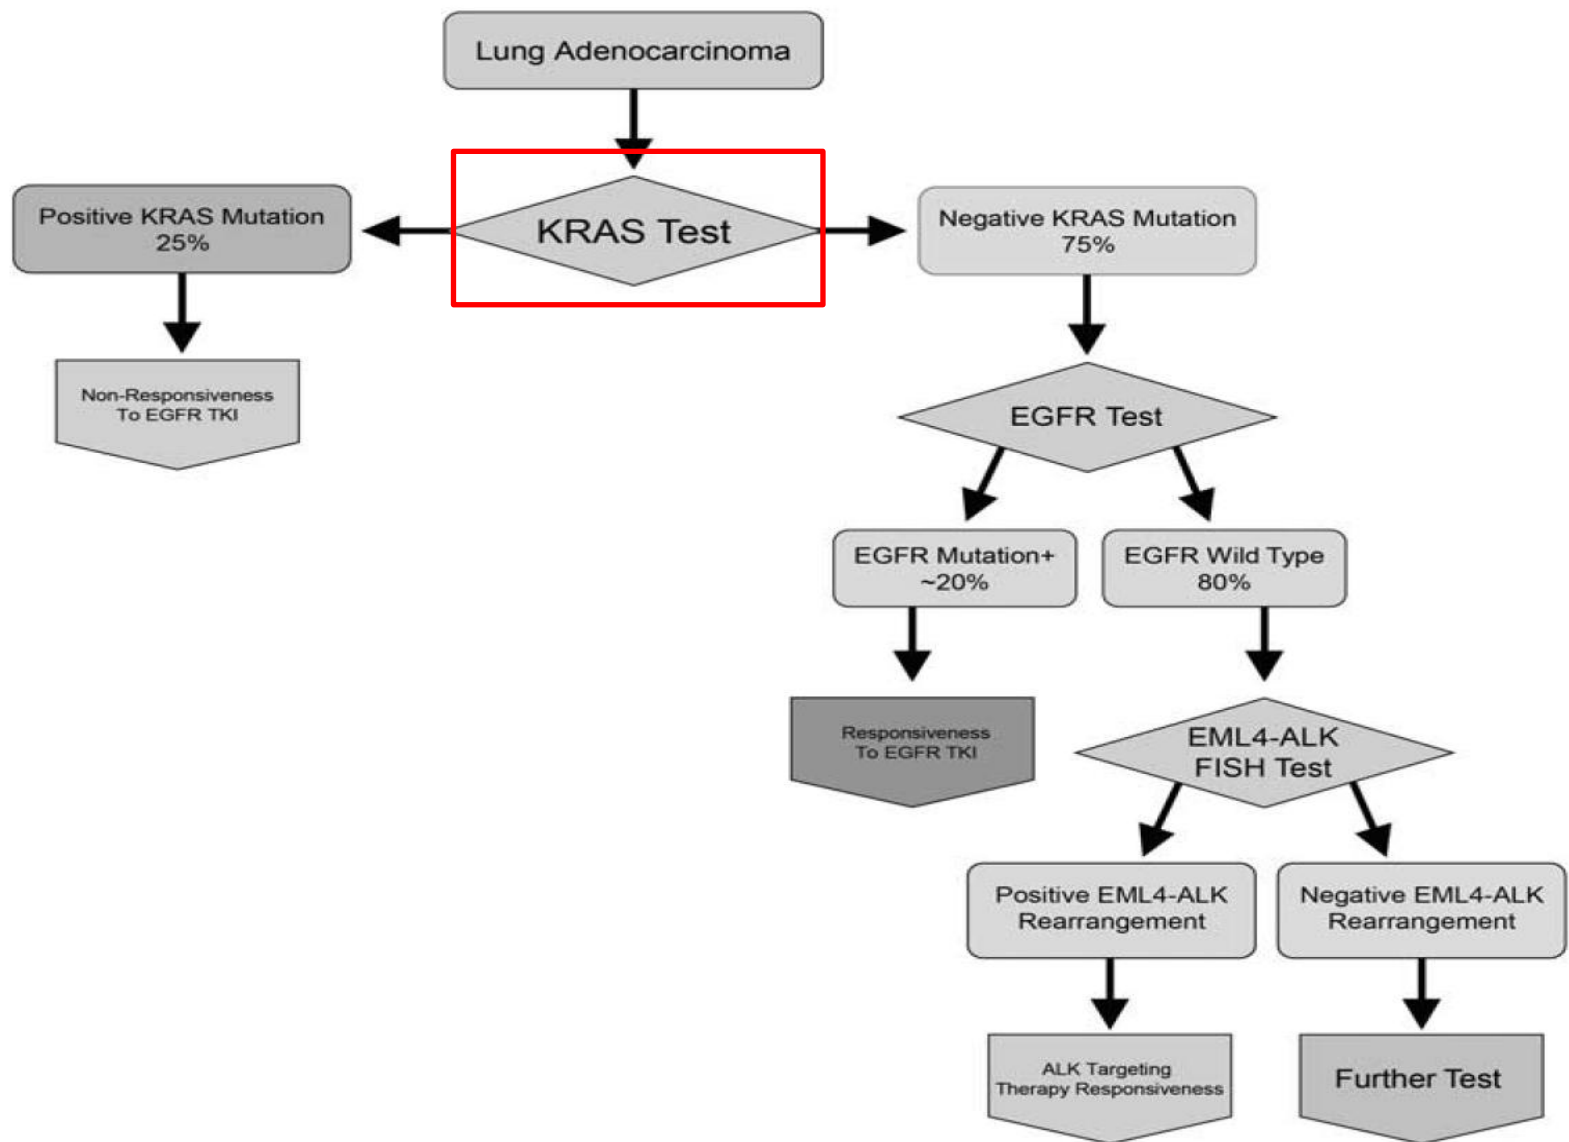 Lung Adenocarcinoma
KRAS Test
Positive KRAS Mutation
25%
Negative KRAS Mutation
75%
Non-Responsiveness
To EGFR TKI
EGFR Test
EGFR Mutation+
~20%
EGFR Wild Type
80%
Responsiveness
To EGFR TKI
EML4-ALK
FISH Test
Positive EML4-ALK
Rearrangement
Negative EML4-ALK
Rearrangement
ALK Targeting
Therapy Responsiveness
Further Test